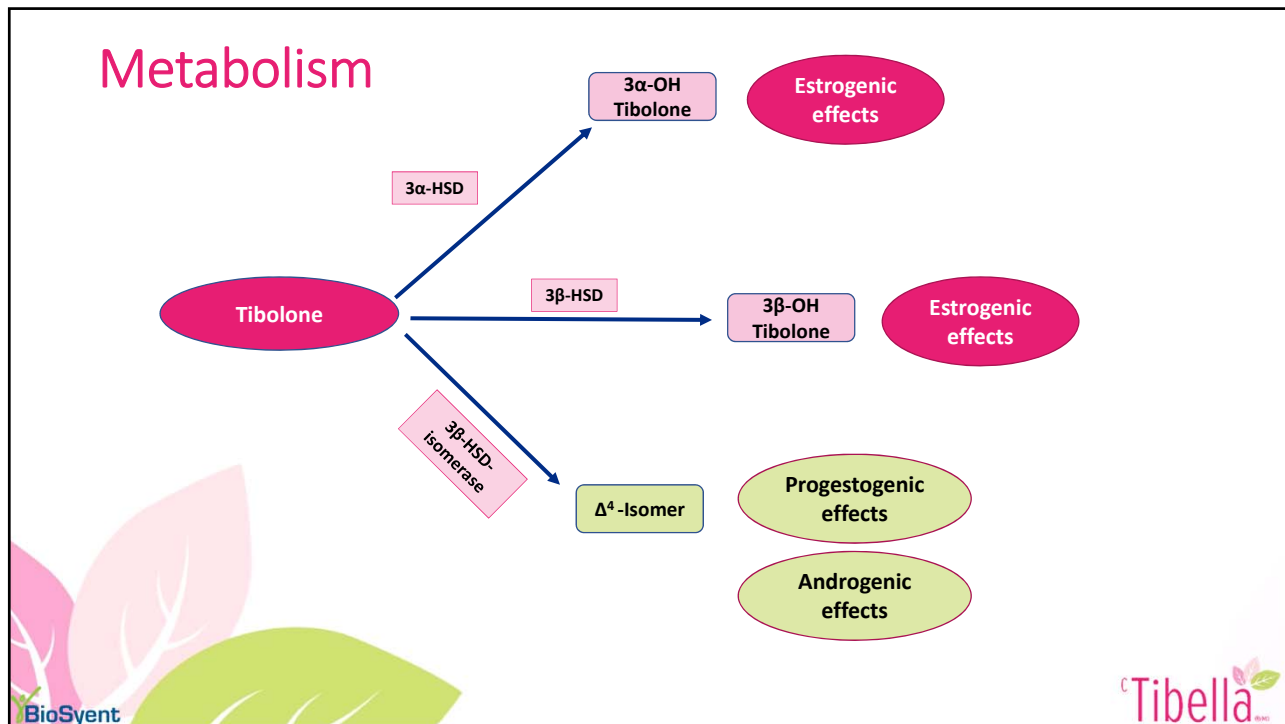 Metabolism
3α-OH
Tibolone
Estrogenic
effects
3α-HSD
Tibolone
3β-HSD
3β-OH
Tibolone
Estrogenic
effects
3β-HSD-
isomerase
Δ⁴-Isomer
Progestogenic
effects
Androgenic
effects
BioSyent
CTibella